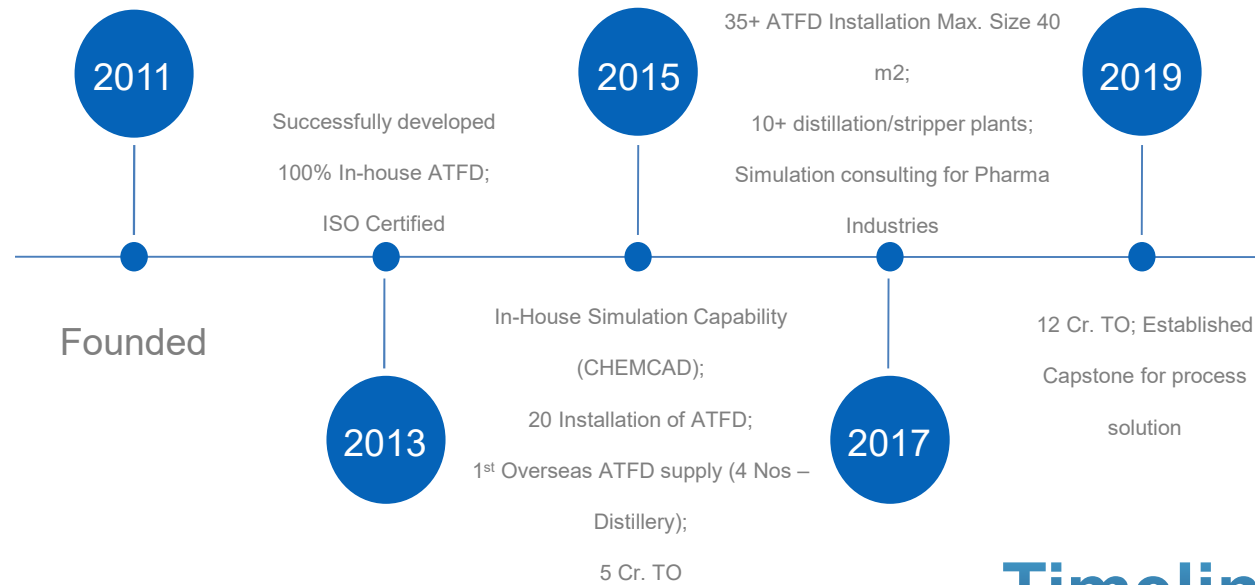 2011
Founded
Successfully developed
100% In-house ATFD;
ISO Certified
2013
2015
In-House Simulation Capability
(CHEMCAD);
20 Installation of ATFD;
1st Overseas ATFD supply (4 Nos –
Distillery);
5 Cr. TO
35+ ATFD Installation Max. Size 40
m2;
10+ distillation/stripper plants;
Simulation consulting for Pharma
Industries
2017
2019
12 Cr. TO; Established
Capstone for process
solution